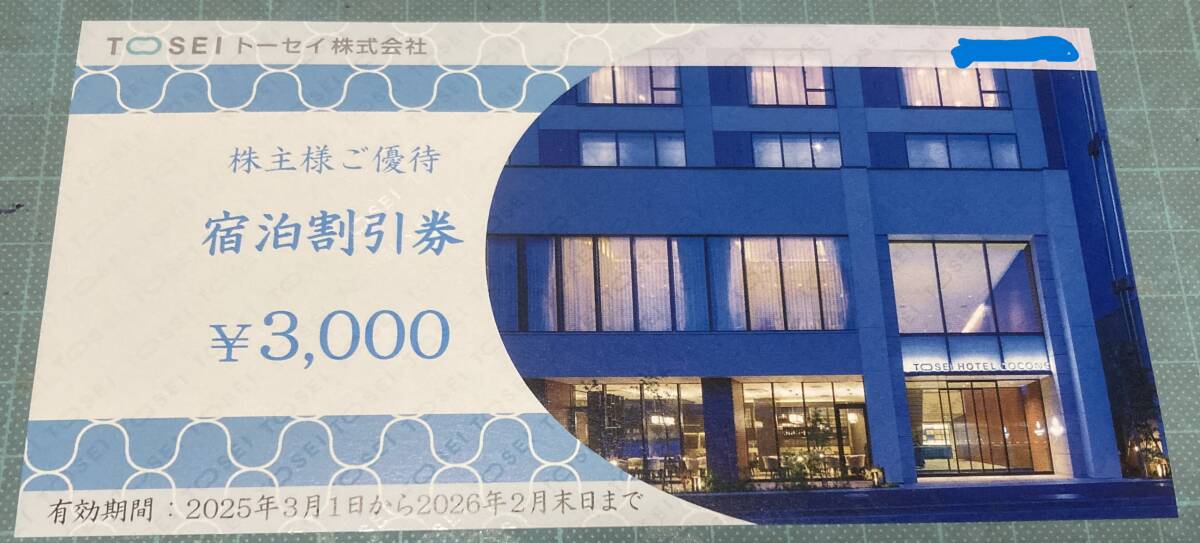 TOSEI トーセイ株式会社
株主様ご優待
宿泊割引券
￥3,000
TOSEI HOTEL COCONE
有効期間：2025年3月1日から2026年2月末日まで